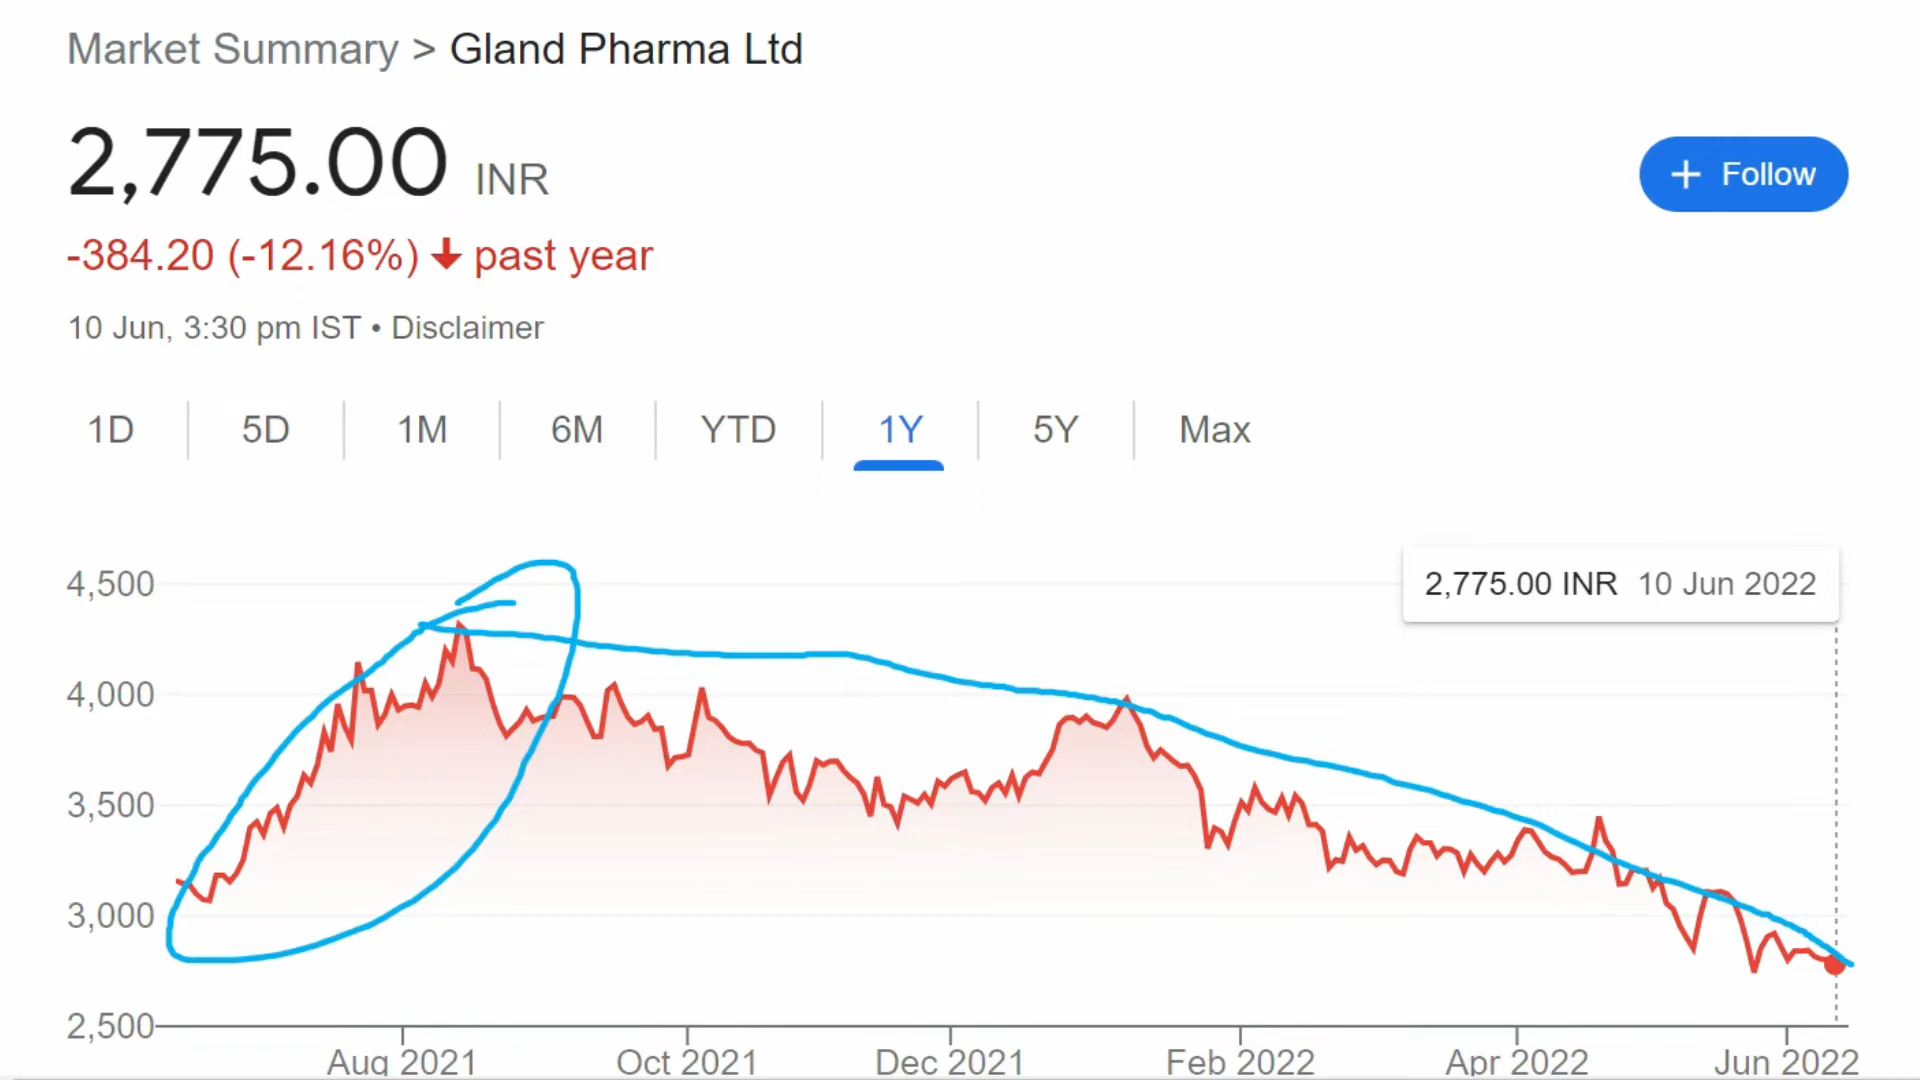 Market Summary > Gland Pharma Ltd
2,775.00 INR
+ Follow
-384.20 (-12.16%) ↓ past year
10 Jun, 3:30 pm IST • Disclaimer
1D 5D 1M 6M YTD 1Y 5Y Max
2,775.00 INR 10 Jun 2022
4,500
4,000
3,500
3,000
2,500
Aug 2021 Oct 2021 Dec 2021 Feb 2022 Apr 2022 Jun 2022